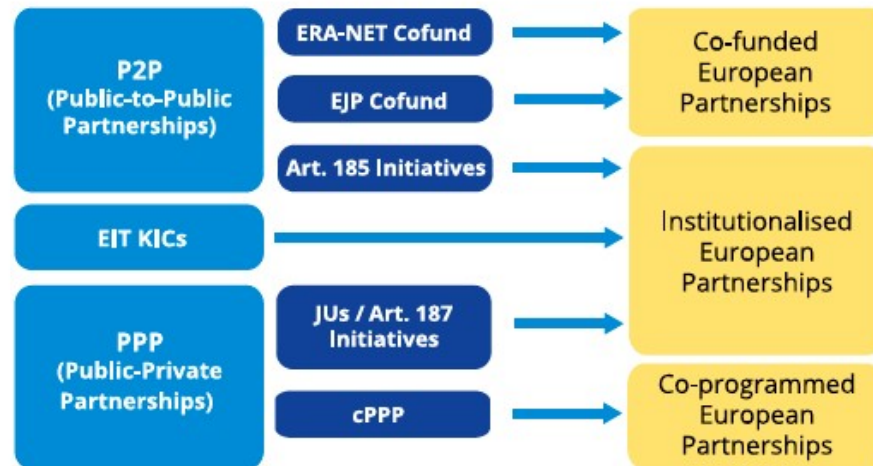 P2P
(Public-to-Public
Partnerships)
ERA-NET Cofund
EJP Cofund
Art. 185 Initiatives
Co-funded
European
Partnerships
EIT KICs
Institutionalised
European
Partnerships
PPP
(Public-Private
Partnerships)
JUs / Art. 187
Initiatives
cPPP
Co-programmed
European
Partnerships